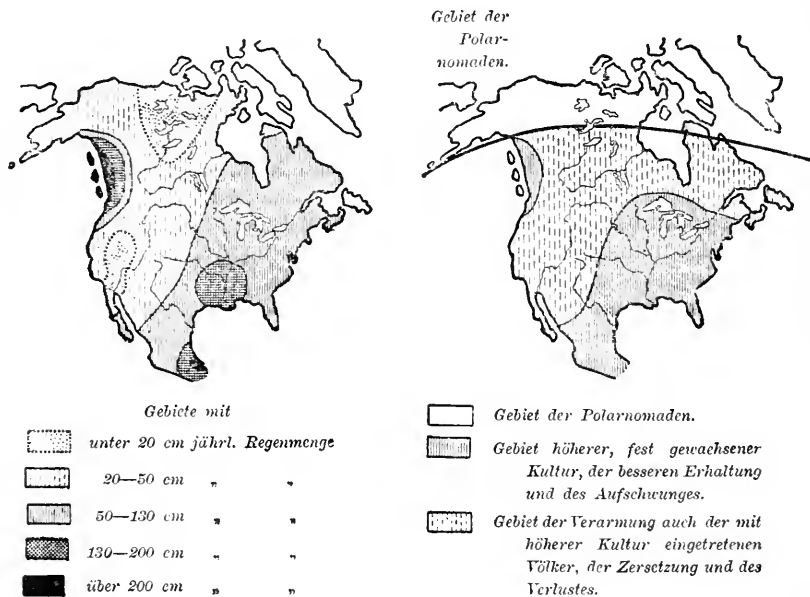 Gebiet der
Polar-
nomaden.
Gebiete mit
unter 20 cm jährl. Regenmenge
20—50 cm „ „
50—130 cm „ „
130—200 cm „ „
über 200 cm „ „
Gebiet der Polarnomaden.
Gebiet höherer, fest gewachsener
Kultur, der besseren Erhaltung
und des Aufschwunges.
Gebiet der Verarmung auch der mit
höherer Kultur eingetretenen
Völker, der Zersetzung und des
Verlustes.